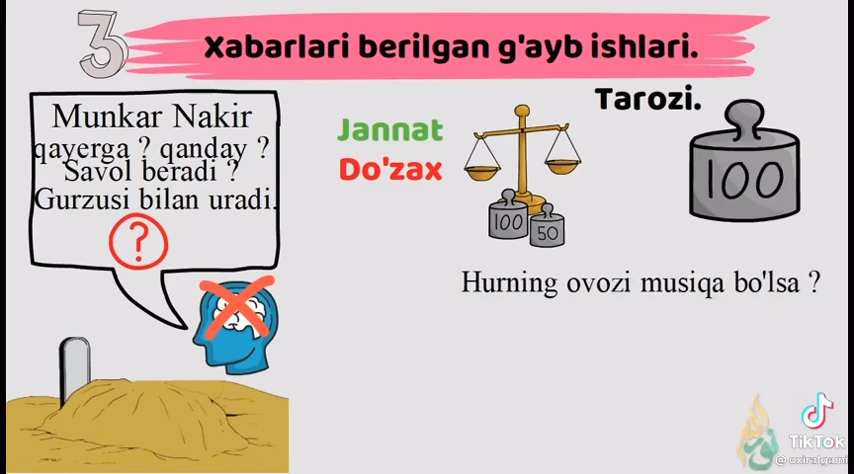 3
Xabarlari berilgan g'ayb ishlari.
Munkar Nakir
qayerga ? qanday ?
Savol beradi ?
Gurzusi bilan uradi.
?
Jannat
Do'zax
100
50
Tarozi.
100
Hurning ovozi musiqa bo'lsa ?
TikTok